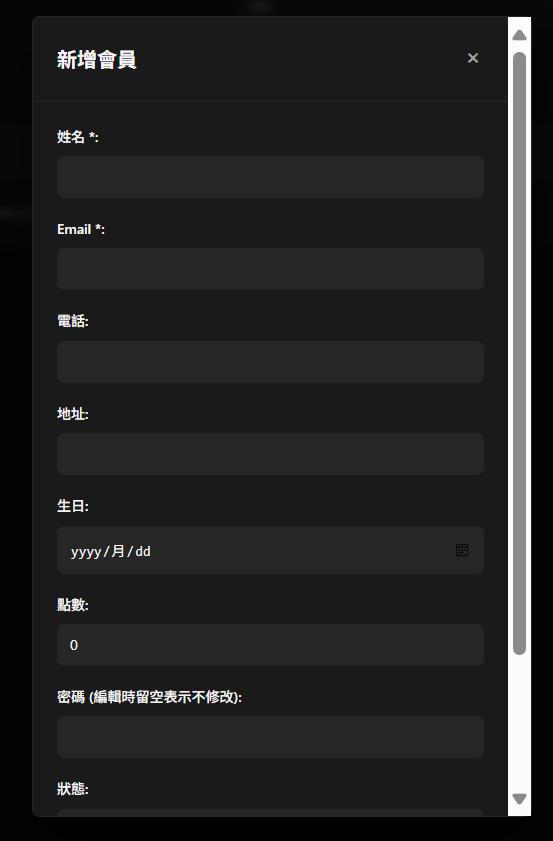 新增會員
×
姓名 *:
Email *:
電話:
地址:
生日:
yyyy/月/dd
點數:
0
密碼 (編輯時留空表示不修改):
狀態: